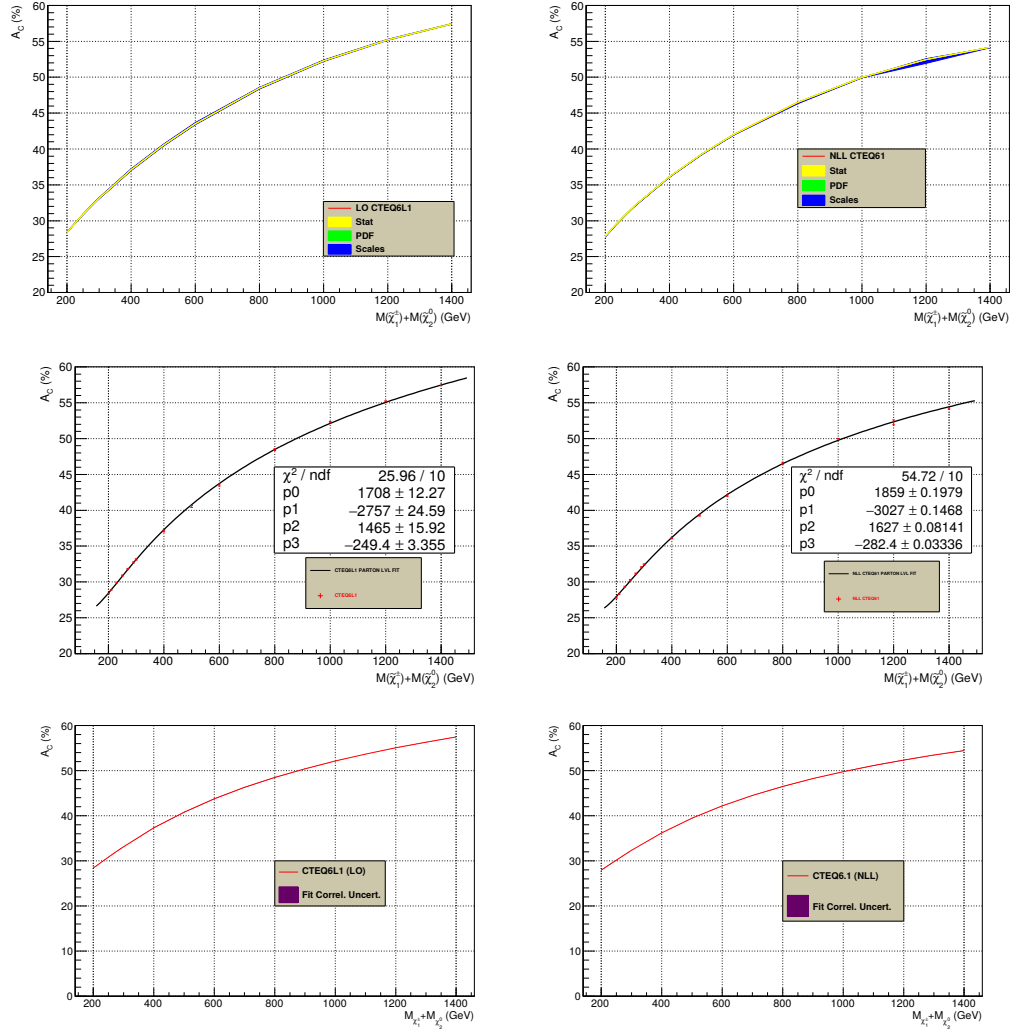 A_C (%)
60
55
50
45
40
35
30
25
20
LO CTEQ6L1
Stat
PDF
Scales
200 400 600 800 1000 1200 1400
M(χ̃₁^±)+M(χ̃₂^0) (GeV)
A_C (%)
60
55
50
45
40
35
30
25
20
NLL CTEQ61
Stat
PDF
Scales
200 400 600 800 1000 1200 1400
M(χ̃₁^±)+M(χ̃₂^0) (GeV)
A_C (%)
60
55
50
45
40
35
30
25
20
χ² / ndf 25.96 / 10
p0 1708 ± 12.27
p1 −2757 ± 24.59
p2 1465 ± 15.92
p3 −249.4 ± 3.355
CTEQ6L1 PARTON LVL FIT
CTEQ6L1
200 400 600 800 1000 1200 1400
M(χ̃₁^±)+M(χ̃₂^0) (GeV)
A_C (%)
60
55
50
45
40
35
30
25
20
χ² / ndf 54.72 / 10
p0 1859 ± 0.1979
p1 −3027 ± 0.1468
p2 1627 ± 0.08141
p3 −282.4 ± 0.03336
NLL CTEQ61 PARTON LVL FIT
NLL CTEQ61
200 400 600 800 1000 1200 1400
M(χ̃₁^±)+M(χ̃₂^0) (GeV)
A_C (%)
60
50
40
30
20
10
0
CTEQ6L1 (LO)
Fit Correl. Uncert.
200 400 600 800 1000 1200 1400
M_χ₁^±+M_χ₂^0 (GeV)
A_C (%)
60
50
40
30
20
10
0
CTEQ6.1 (NLL)
Fit Correl. Uncert.
200 400 600 800 1000 1200 1400
M_χ₁^±+M_χ₂^0 (GeV)